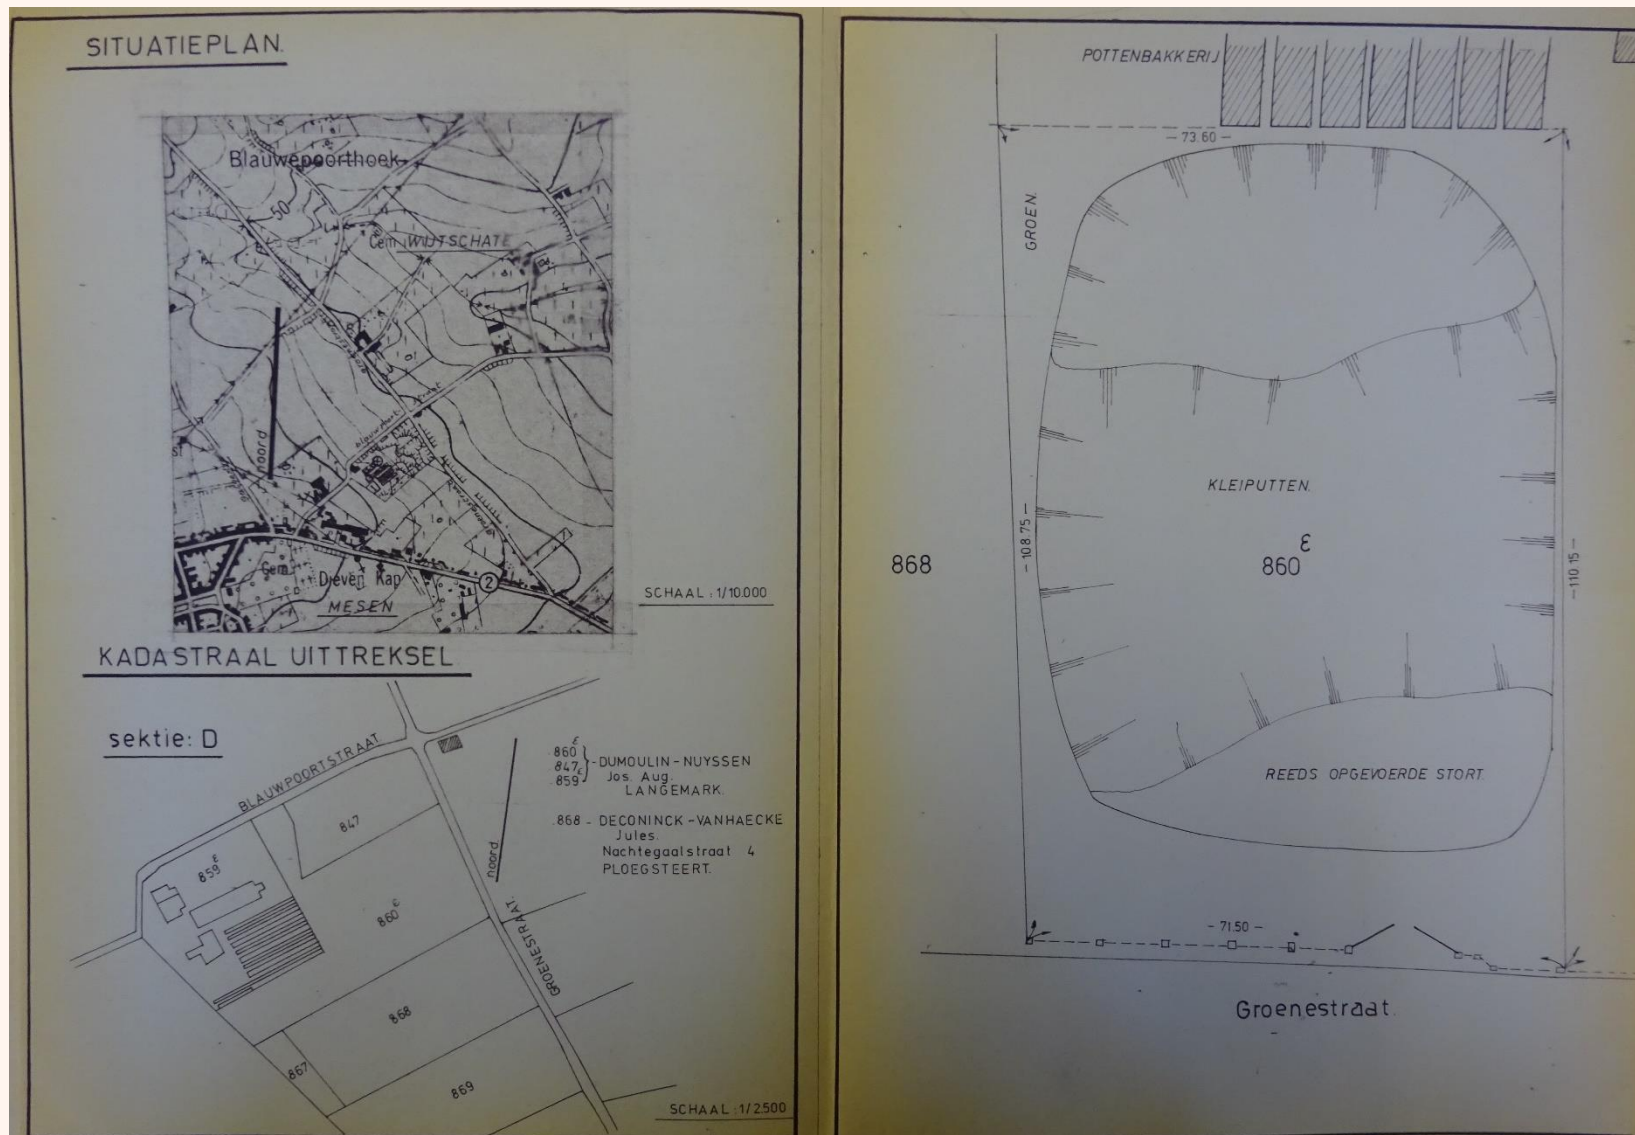 SITUATIEPLAN.
Blauwepoorthoek
50
Gem. WIJTSCHATE
noord
Gem.
Dieven Kap
2
MESEN
SCHAAL : 1/10.000
KADASTRAAL UITTREKSEL
sektie: D
BLAUWPOORTSTRAAT.
847
859 ε
860 ε
868
867
869
noord
GROENESTRAAT.
860 ε
847 ε
859
- DUMOULIN - NUYSSEN
Jos. Aug.
LANGEMARK.
868 - DECONINCK - VANHAECKE
Jules.
Nachtegaalstraat 4
PLOEGSTEERT.
SCHAAL : 1/2500
POTTENBAKKERIJ
- 73.60 -
GROEN.
KLEIPUTTEN.
868
- 108.75 -
860 ε
- 110.15 -
REEDS OPGEVOERDE STORT.
- 71.50 -
Groenestraat.